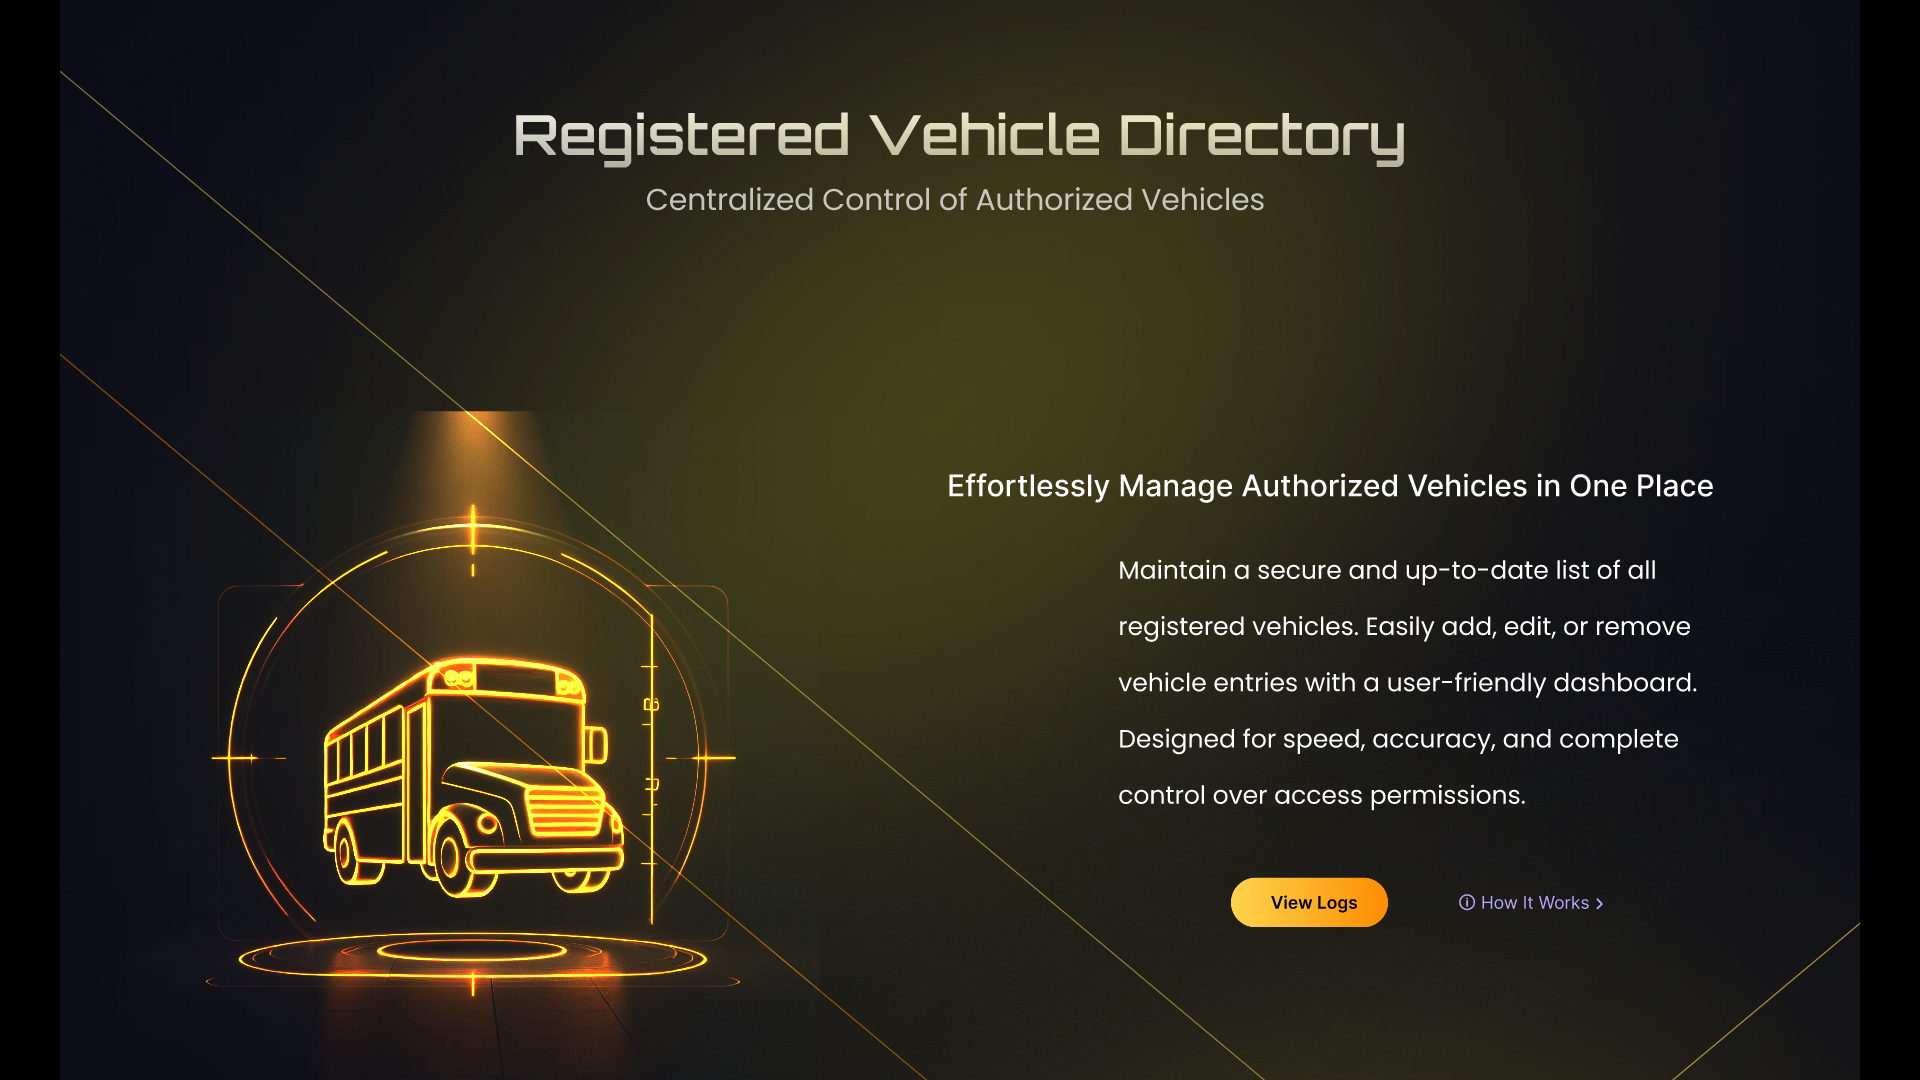 Registered Vehicle Directory
Centralized Control of Authorized Vehicles
Effortlessly Manage Authorized Vehicles in One Place
Maintain a secure and up-to-date list of all
registered vehicles. Easily add, edit, or remove
vehicle entries with a user-friendly dashboard.
Designed for speed, accuracy, and complete
control over access permissions.
View Logs
How It Works